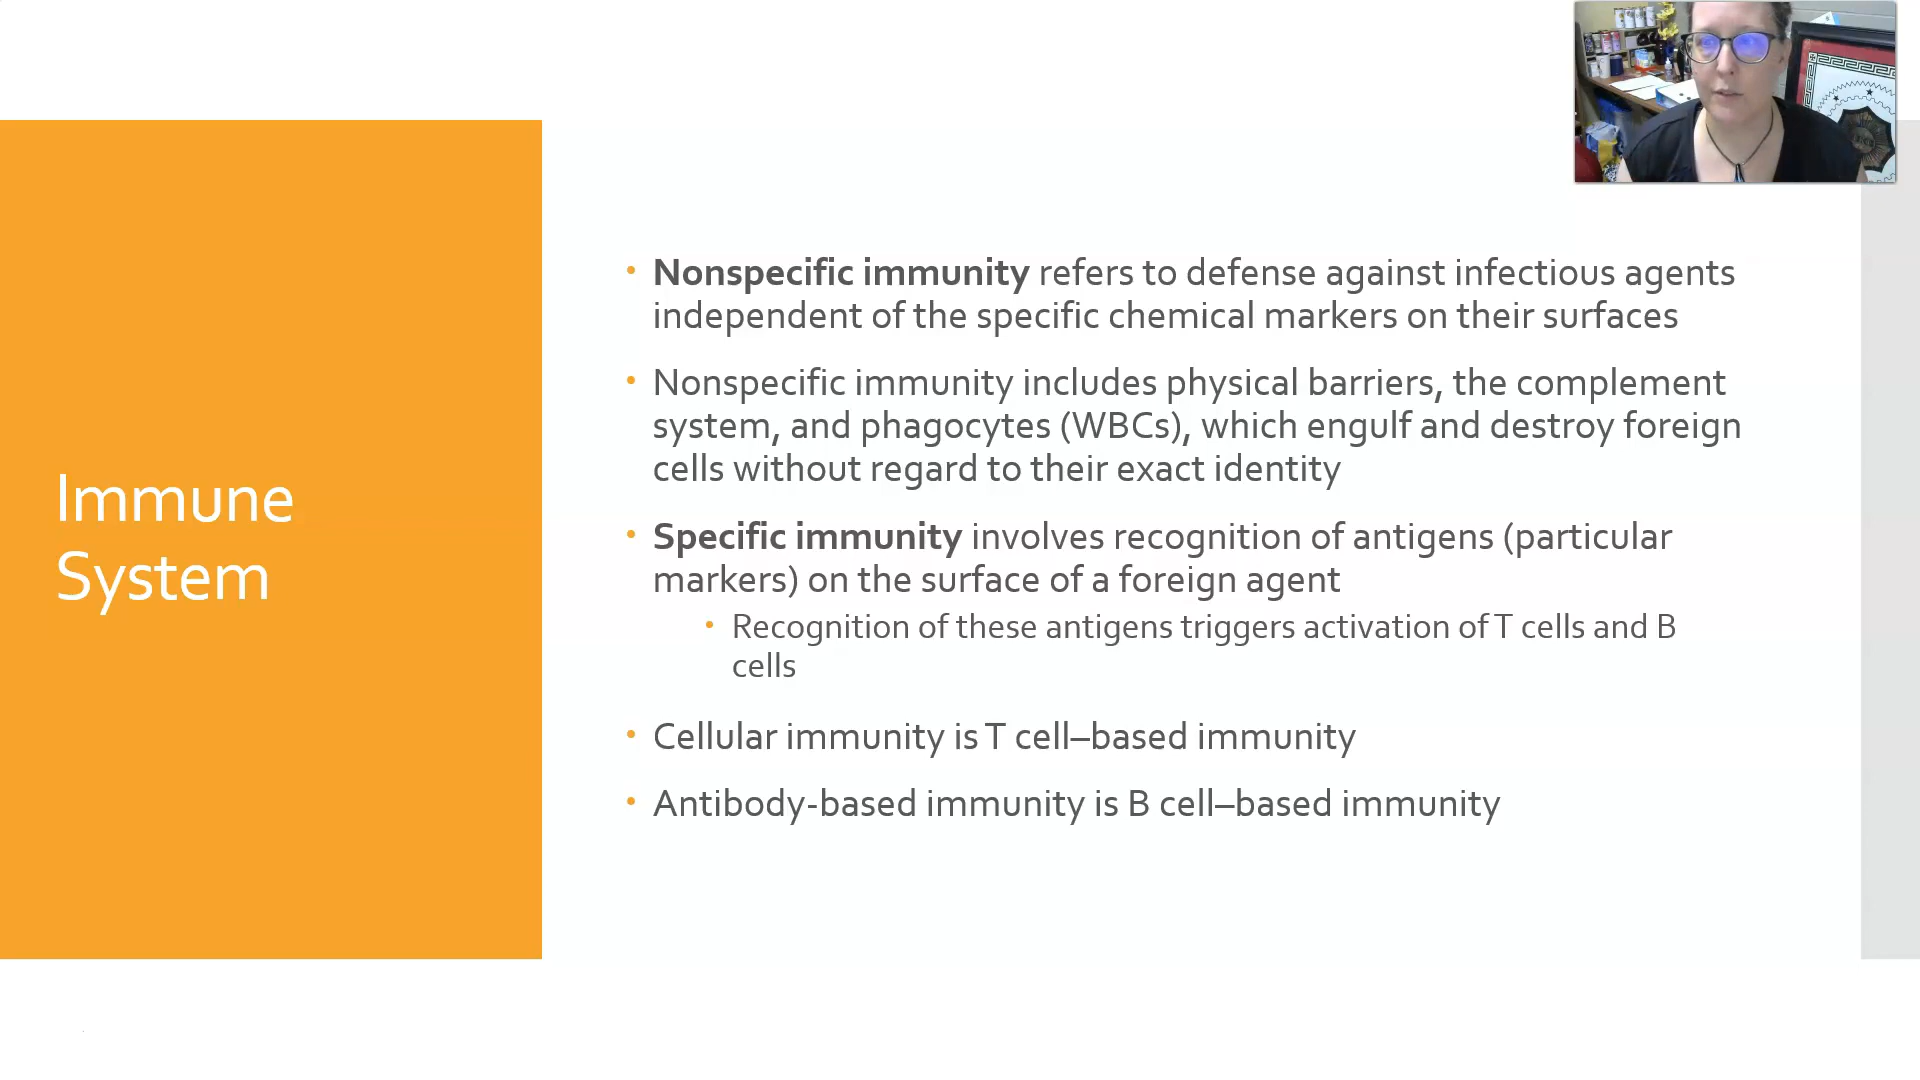 Immune
System
• Nonspecific immunity refers to defense against infectious agents
independent of the specific chemical markers on their surfaces
• Nonspecific immunity includes physical barriers, the complement
system, and phagocytes (WBCs), which engulf and destroy foreign
cells without regard to their exact identity
• Specific immunity involves recognition of antigens (particular
markers) on the surface of a foreign agent
• Recognition of these antigens triggers activation of T cells and B
cells
• Cellular immunity is T cell–based immunity
• Antibody-based immunity is B cell–based immunity